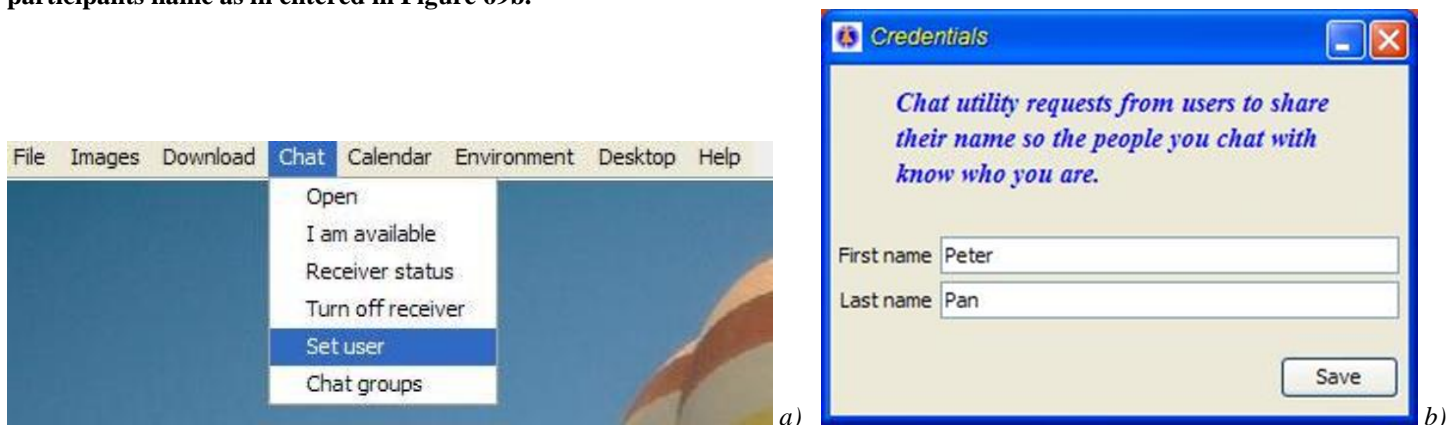 participants name as in entered in Figure 69b.
File Images Download Chat Calendar Environment Desktop Help
Open
I am available
Receiver status
Turn off receiver
Set user
Chat groups
a)
Credentials
Chat utility requests from users to share
their name so the people you chat with
know who you are.
First name Peter
Last name Pan
Save
b)